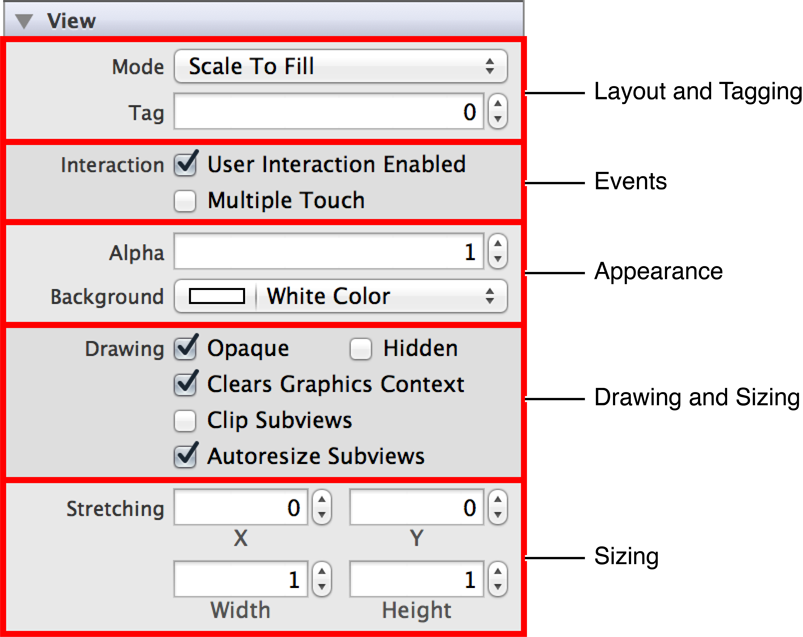 View
Mode Scale To Fill
Tag 0
Layout and Tagging
Interaction User Interaction Enabled
Multiple Touch
Events
Alpha 1
Background White Color
Appearance
Drawing Opaque Hidden
Clears Graphics Context
Clip Subviews
Autoresize Subviews
Drawing and Sizing
Stretching 0 0
X Y
1 1
Width Height
Sizing